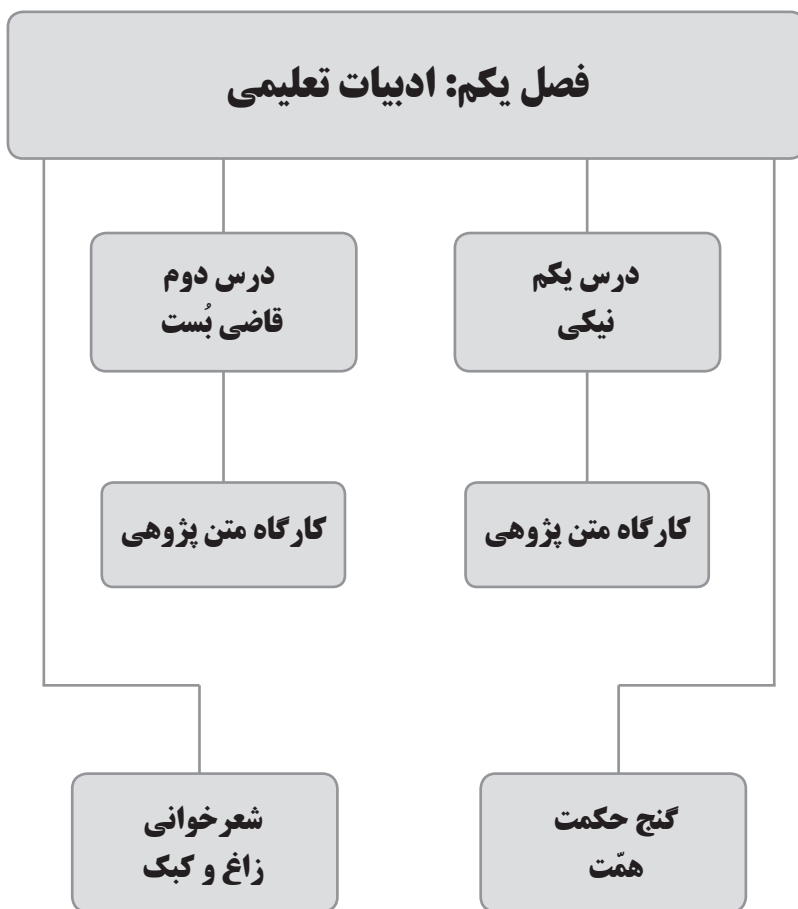 فصل یکم: ادبیات تعلیمی
درس یکم
نیکی
درس دوم
قاضی بُست
کارگاه متن پژوهی
کارگاه متن پژوهی
گنج حکمت
همّت
شعرخوانی
زاغ و کبک